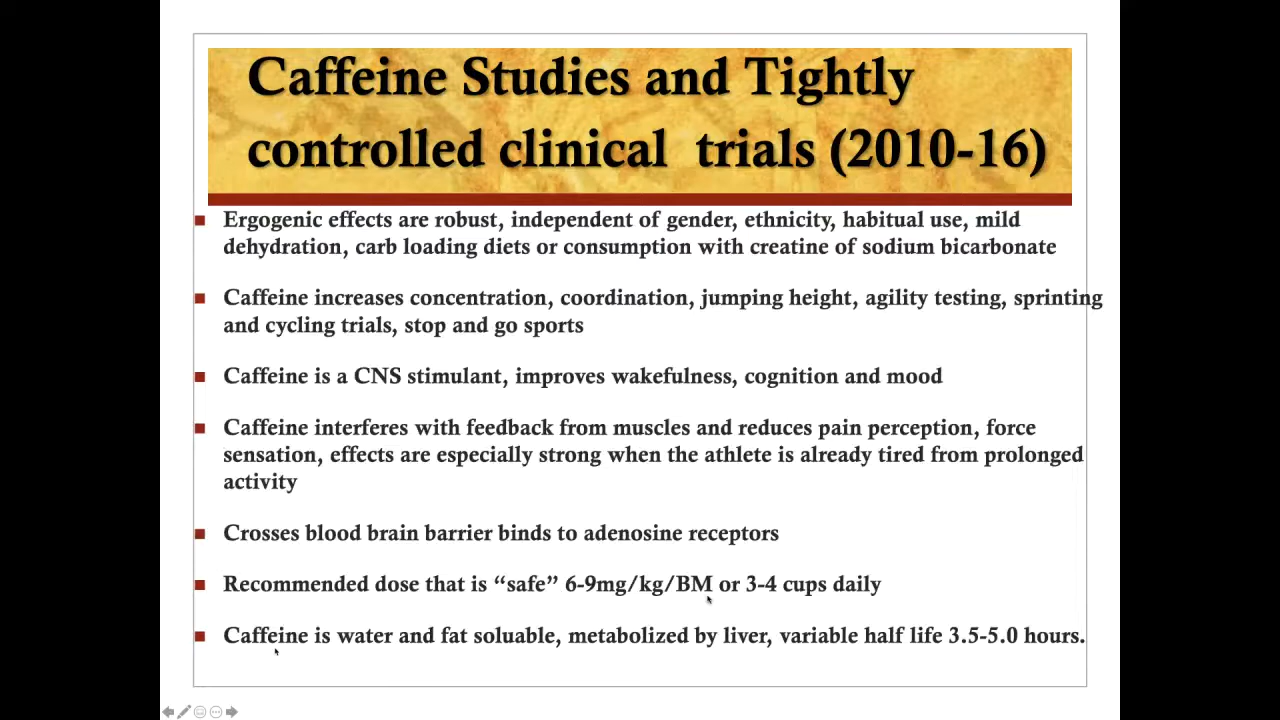 Caffeine Studies and Tightly
controlled clinical trials (2010-16)
Ergogenic effects are robust, independent of gender, ethnicity, habitual use, mild
dehydration, carb loading diets or consumption with creatine of sodium bicarbonate
Caffeine increases concentration, coordination, jumping height, agility testing, sprinting
and cycling trials, stop and go sports
Caffeine is a CNS stimulant, improves wakefulness, cognition and mood
Caffeine interferes with feedback from muscles and reduces pain perception, force
sensation, effects are especially strong when the athlete is already tired from prolonged
activity
Crosses blood brain barrier binds to adenosine receptors
Recommended dose that is “safe” 6-9mg/kg/BM or 3-4 cups daily
Caffeine is water and fat soluable, metabolized by liver, variable half life 3.5-5.0 hours.